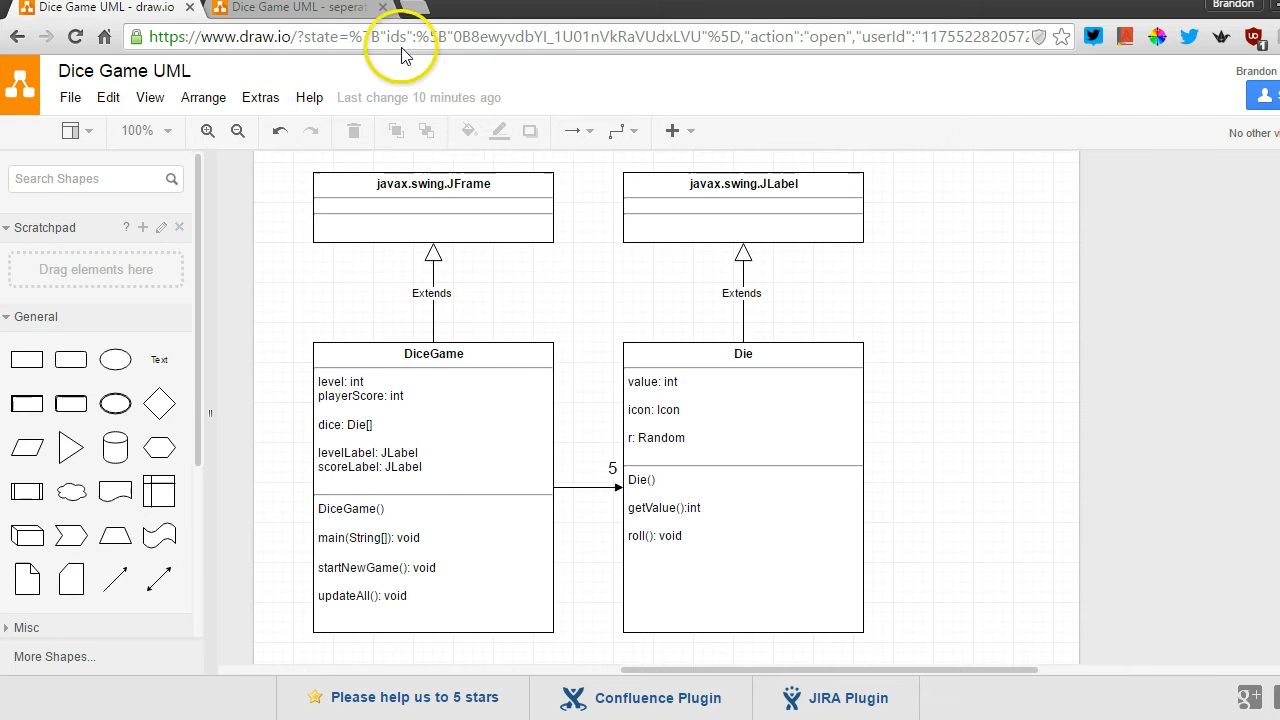 Dice Game UML - draw.io
Dice Game UML - seperat
Brandon
https://www.draw.io/?state=%7B"ids":%5B"0B8ewyvdbYI_1U01nVkRaVUdxLVU"%5D,"action":"open","userId":"1175522820572
Dice Game UML
Brandon
File Edit View Arrange Extras Help Last change 10 minutes ago
100%
No other vi
Search Shapes
Scratchpad
?
Drag elements here
General
Text
Misc
More Shapes...
javax.swing.JFrame
javax.swing.JLabel
Extends
Extends
DiceGame
level: int
playerScore: int
dice: Die[]
levelLabel: JLabel
scoreLabel: JLabel
DiceGame()
main(String[]): void
startNewGame(): void
updateAll(): void
5
Die
value: int
icon: Icon
r: Random
Die()
getValue():int
roll(): void
Please help us to 5 stars
Confluence Plugin
JIRA Plugin
g+